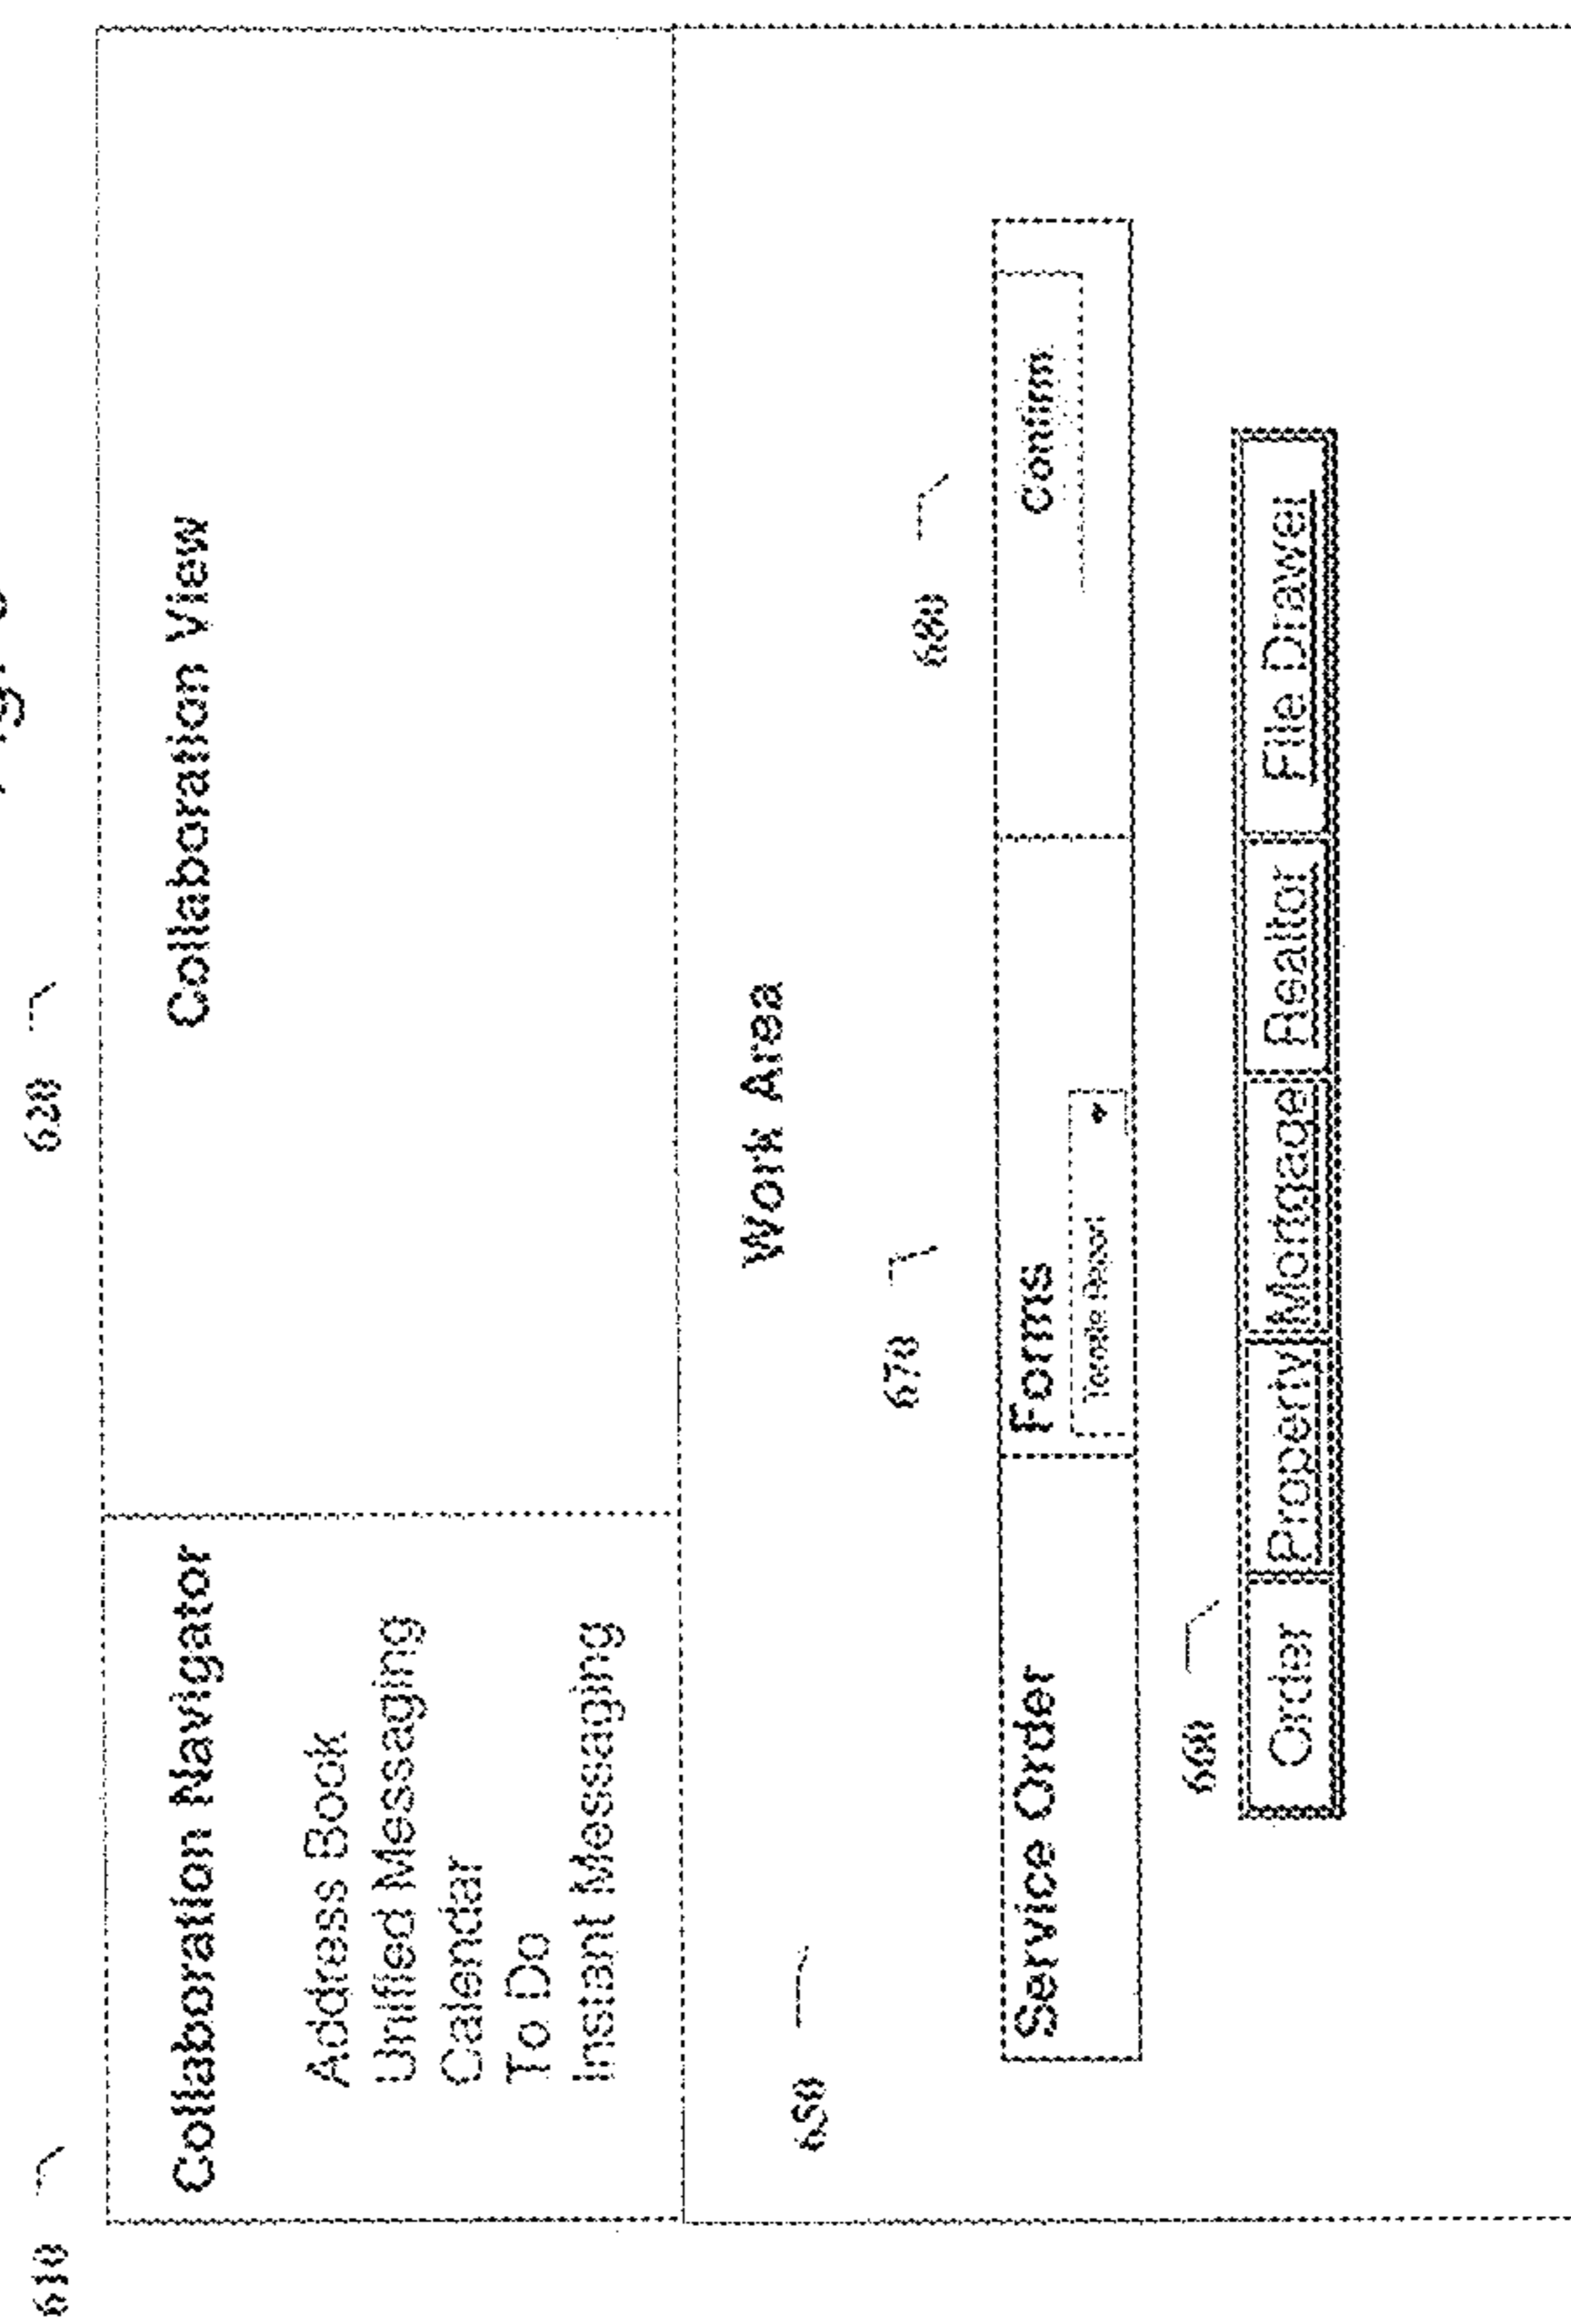 610
620
Collaboration Navigator
Collaboration View
Address Book
Unified Messaging
Calendar
To Do
Instant Messaging
Work Area
650
670
680
Service Order
Forms
Confirm
Report
660
Order Property Mortgage Realtor File Drawer